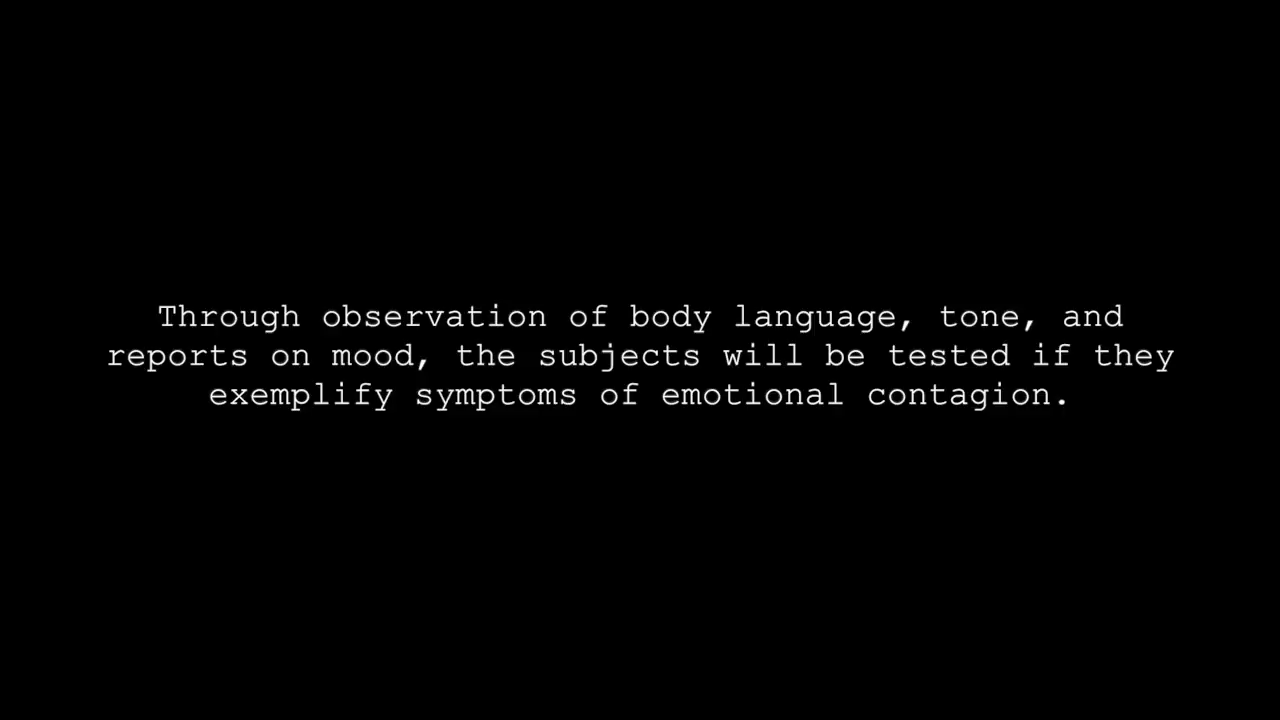 Through observation of body language, tone, and
reports on mood, the subjects will be tested if they
exemplify symptoms of emotional contagion.